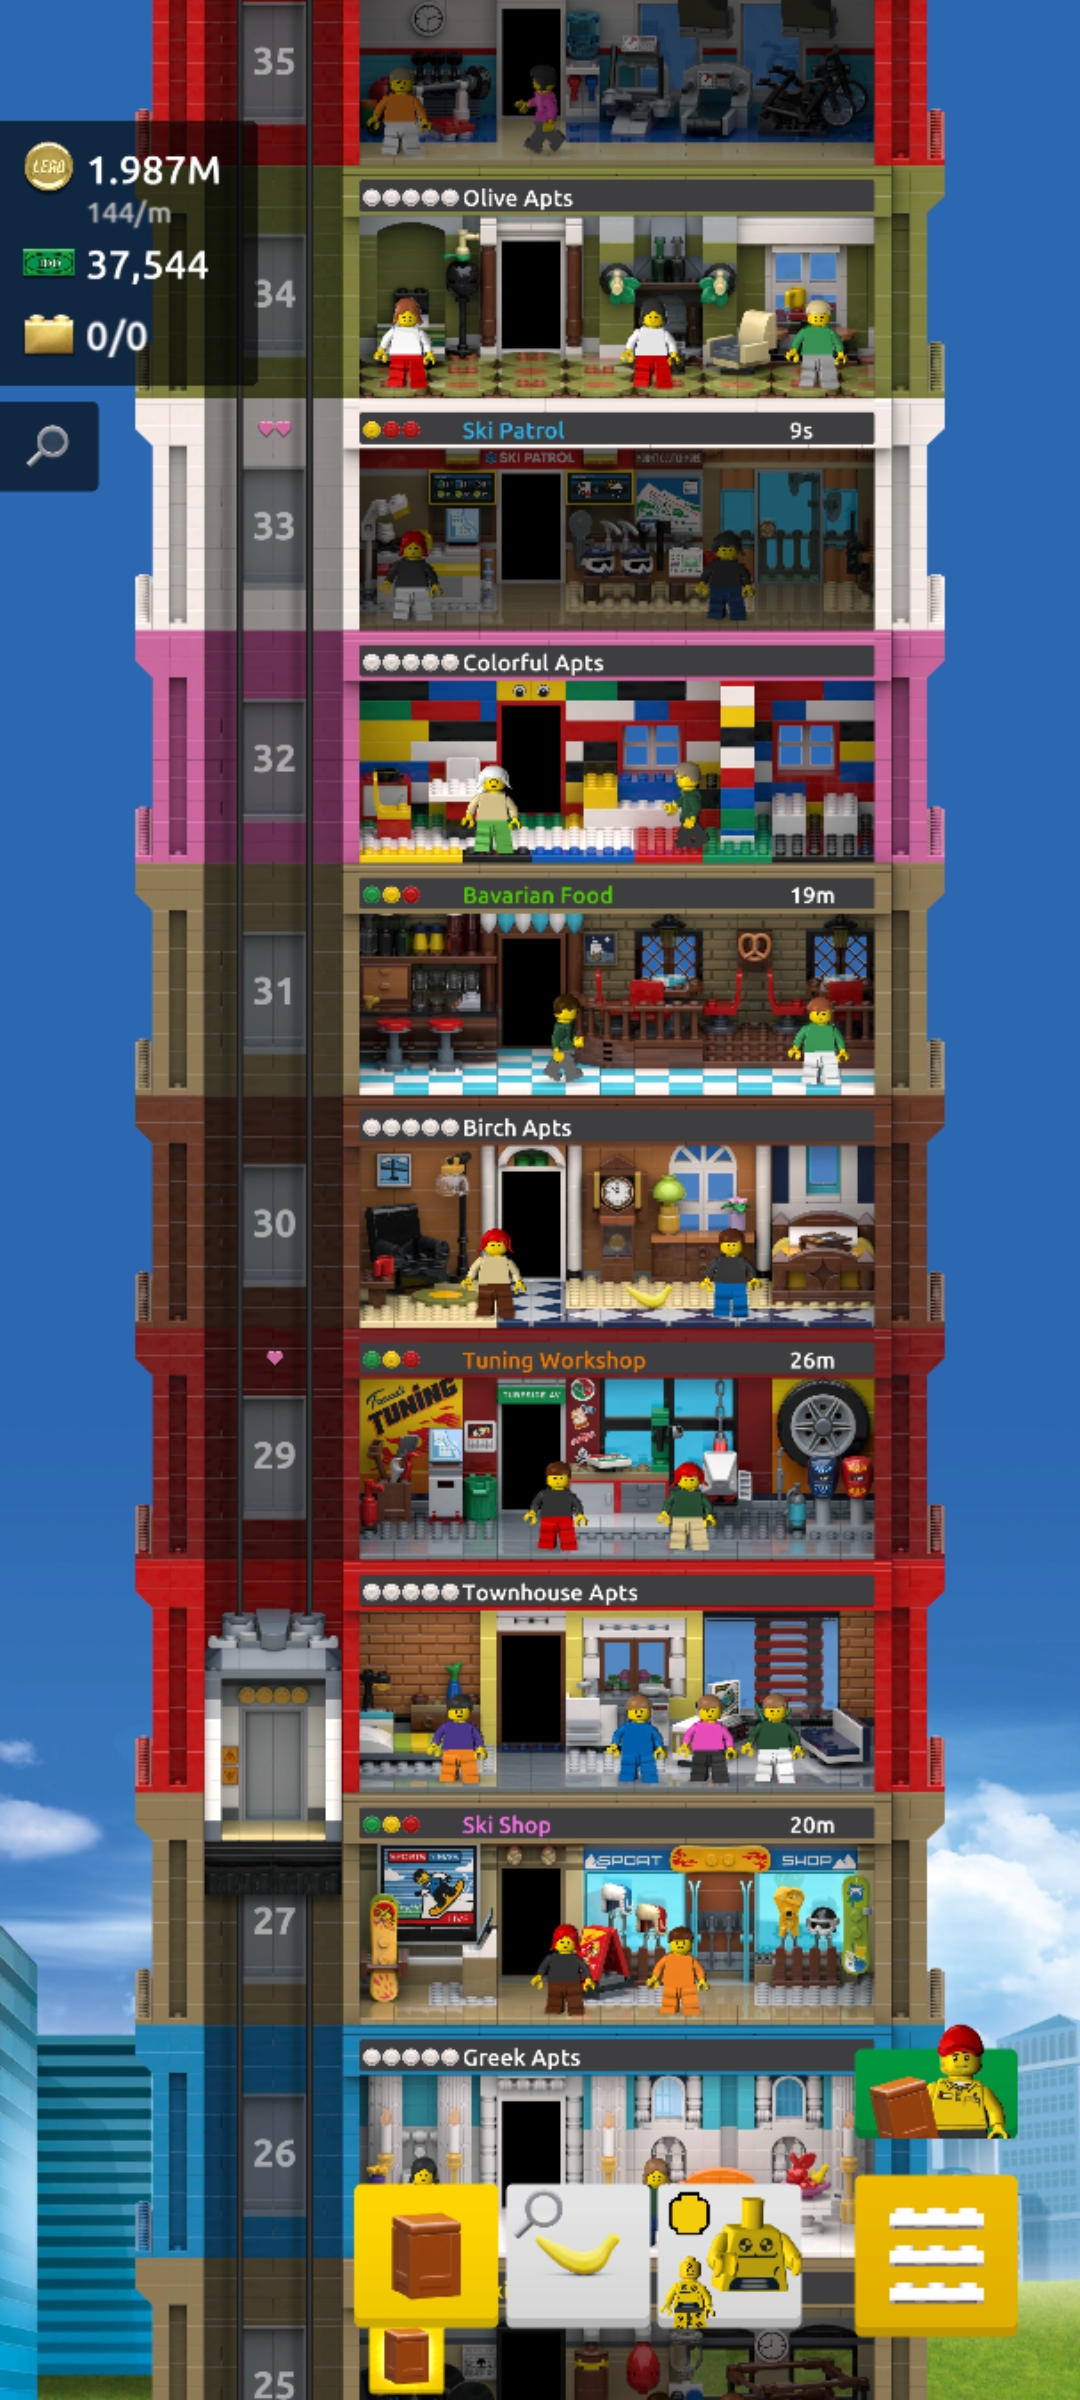 35
LEGO
1.987M
144/m
37,544
0/0
Olive Apts
34
Ski Patrol 9s
SKI PATROL
33
Colorful Apts
32
Bavarian Food 19m
31
Birch Apts
30
Tuning Workshop 26m
TUNING
29
Townhouse Apts
Ski Shop 20m
SPORT SHOP
LIVE
27
Greek Apts
26
25